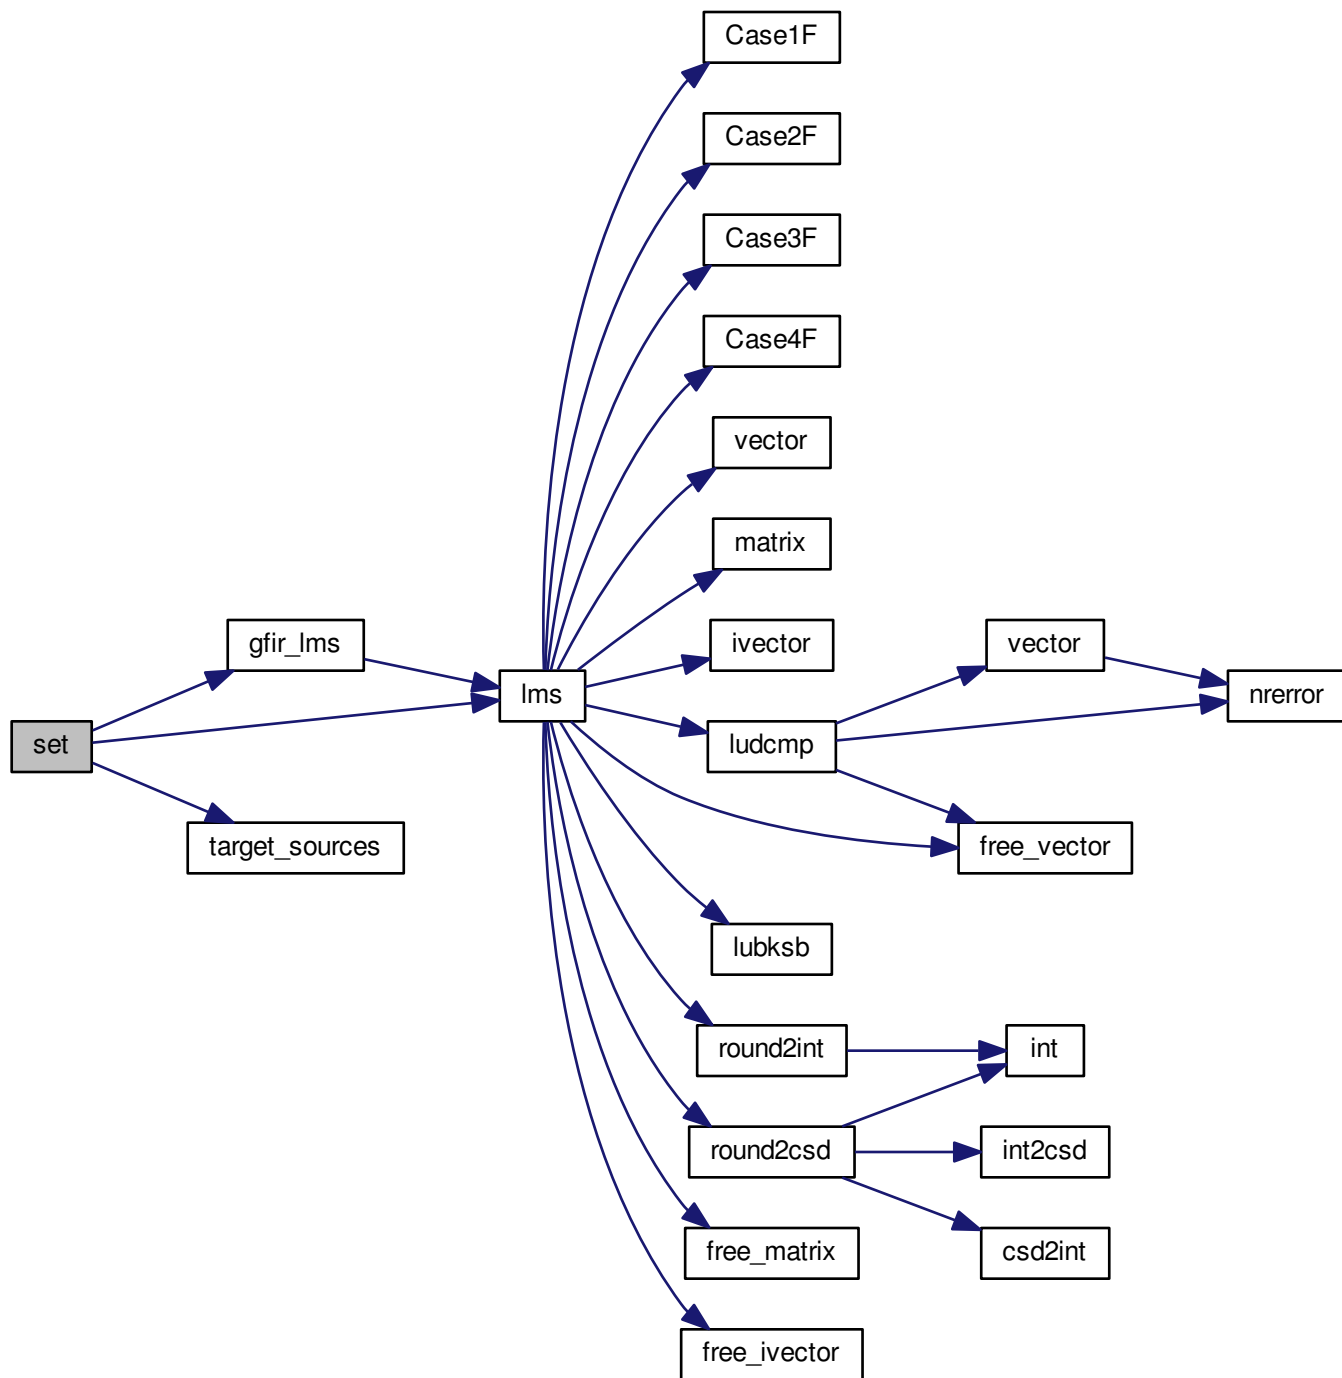 Case1F
Case2F
Case3F
Case4F
vector
matrix
gfir_lms
ivector
vector
lms
nrerror
set
ludcmp
target_sources
free_vector
lubksb
round2int
int
round2csd
int2csd
free_matrix
csd2int
free_ivector